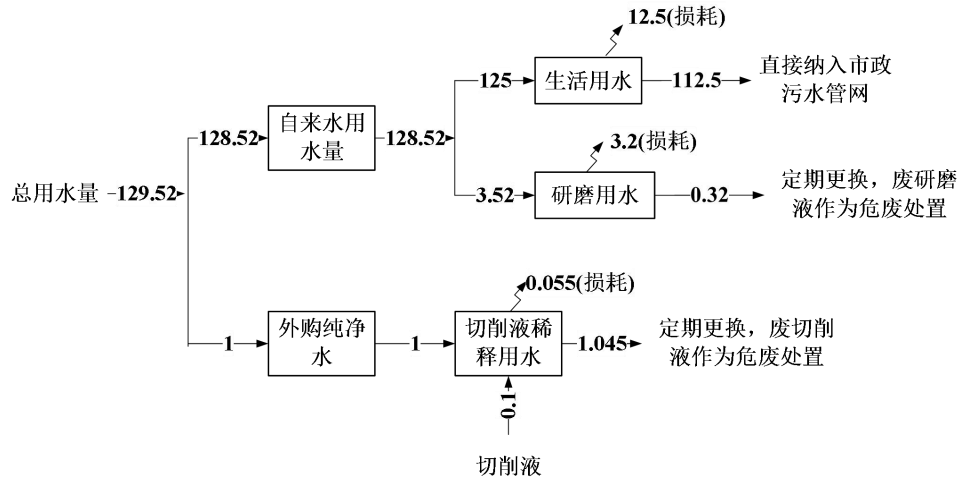 12.5(损耗)
125
生活用水
112.5
直接纳入市政
污水管网
128.52
自来水用
水量
128.52
3.2(损耗)
总用水量
129.52
3.52
研磨用水
0.32
定期更换，废研磨
液作为危废处置
0.055(损耗)
1
外购纯净
水
1
切削液稀
释用水
1.045
定期更换，废切削
液作为危废处置
0.1
切削液